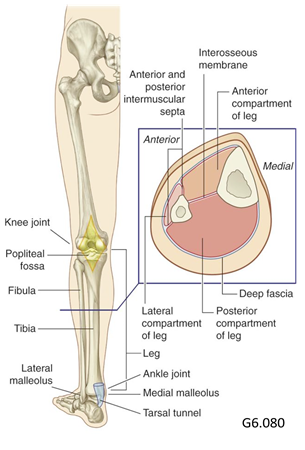 Interosseous
membrane
Anterior and
posterior
intermuscular
septa
Anterior
compartment
of leg
Anterior
Medial
Knee joint
Popliteal
fossa
Fibula
Tibia
Deep fascia
Lateral
compartment
of leg
Posterior
compartment
of leg
Leg
Lateral
malleolus
Ankle joint
Medial malleolus
Tarsal tunnel
G6.080